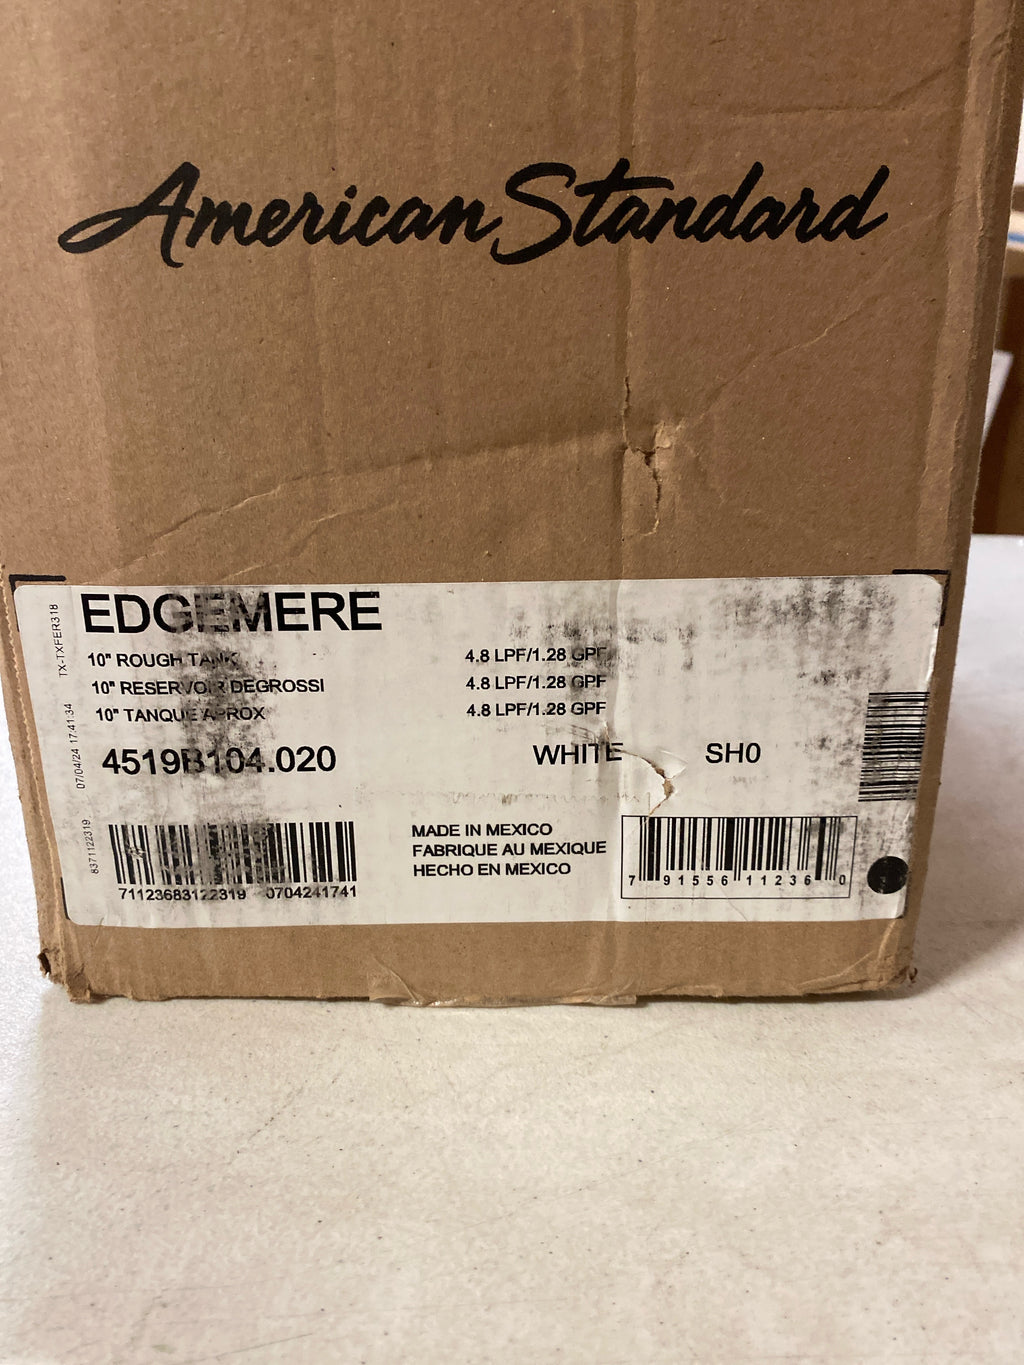 American Standard
EDGEMERE
10" ROUGH TANK 4.8 LPF/1.28 GPF
10" RESERVOIR DEGROSSI 4.8 LPF/1.28 GPF
10" TANQUE APROX 4.8 LPF/1.28 GPF
4519B104.020 WHITE SH0
MADE IN MEXICO
FABRIQUE AU MEXIQUE
HECHO EN MEXICO
71123683122319 0704241741
7 91556 11236 0
TX-TXFER318
07/04/24 17:41:34
8371122319